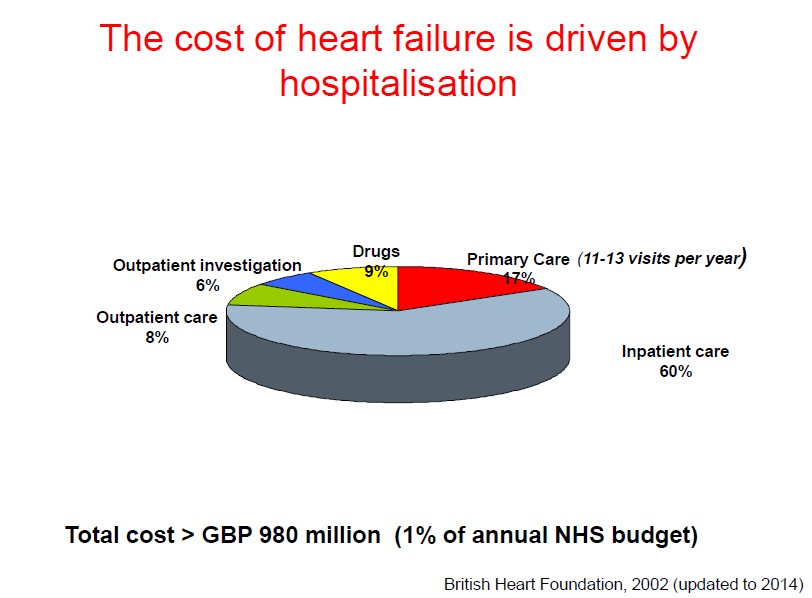 The cost of heart failure is driven by
hospitalisation
Drugs
9%
Primary Care (11-13 visits per year)
17%
Outpatient investigation
6%
Outpatient care
8%
Inpatient care
60%
Total cost > GBP 980 million (1% of annual NHS budget)
British Heart Foundation, 2002 (updated to 2014)